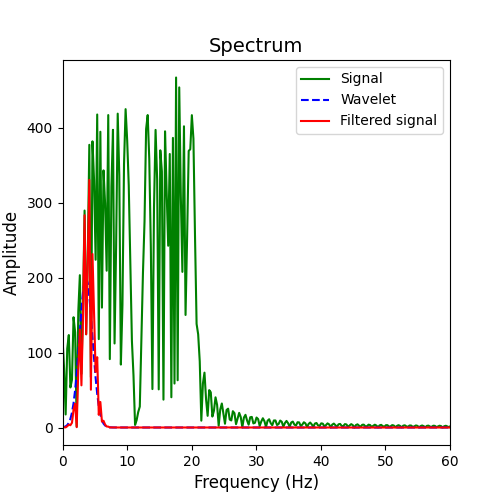 Spectrum
Signal
Wavelet
Filtered signal
Amplitude
400
300
200
100
0
0 10 20 30 40 50 60
Frequency (Hz)